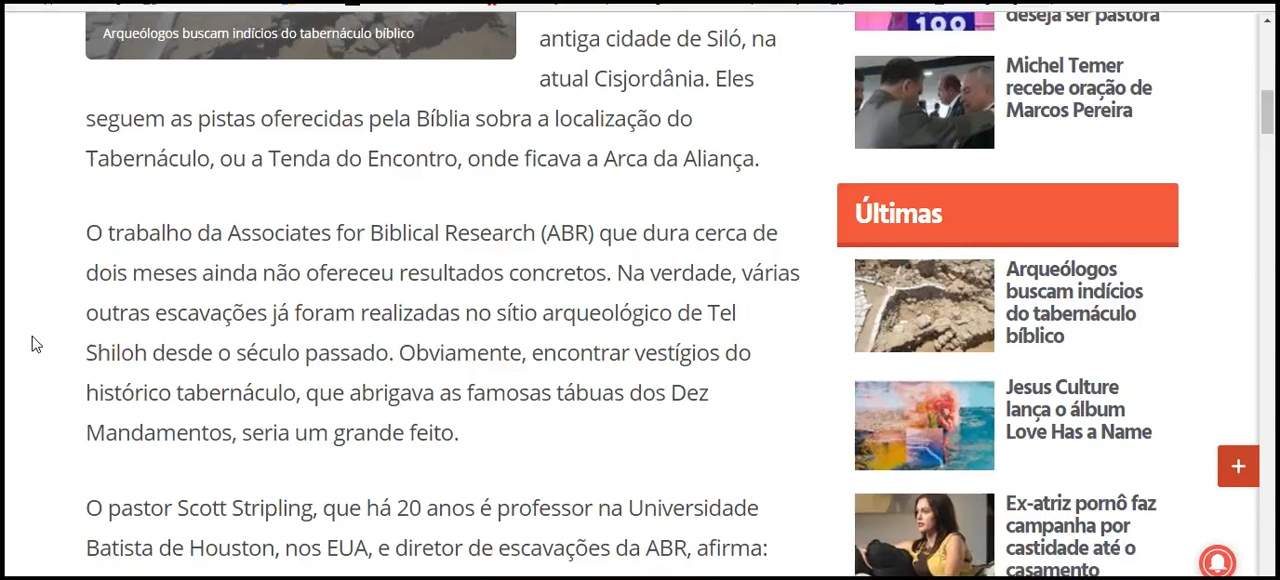 Arqueólogos buscam indícios do tabernáculo bíblico
antiga cidade de Siló, na
atual Cisjordânia. Eles
seguem as pistas oferecidas pela Bíblia sobra a localização do
Tabernáculo, ou a Tenda do Encontro, onde ficava a Arca da Aliança.
O trabalho da Associates for Biblical Research (ABR) que dura cerca de
dois meses ainda não ofereceu resultados concretos. Na verdade, várias
outras escavações já foram realizadas no sítio arqueológico de Tel
Shiloh desde o século passado. Obviamente, encontrar vestígios do
histórico tabernáculo, que abrigava as famosas tábuas dos Dez
Mandamentos, seria um grande feito.
O pastor Scott Stripling, que há 20 anos é professor na Universidade
Batista de Houston, nos EUA, e diretor de escavações da ABR, afirma:
100
deseja ser pastora
Michel Temer
recebe oração de
Marcos Pereira
Últimas
Arqueólogos
buscam indícios
do tabernáculo
bíblico
Jesus Culture
lança o álbum
Love Has a Name
Ex-atriz pornô faz
campanha por
castidade até o
casamento
+